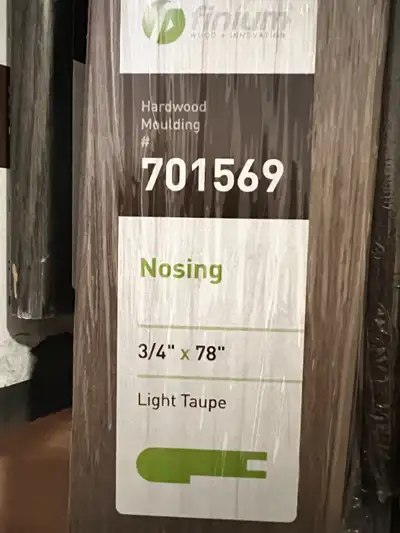 finium
WOOD + INNOVATION
Hardwood
Moulding
#
701569
Nosing
3/4" x 78"
Light Taupe